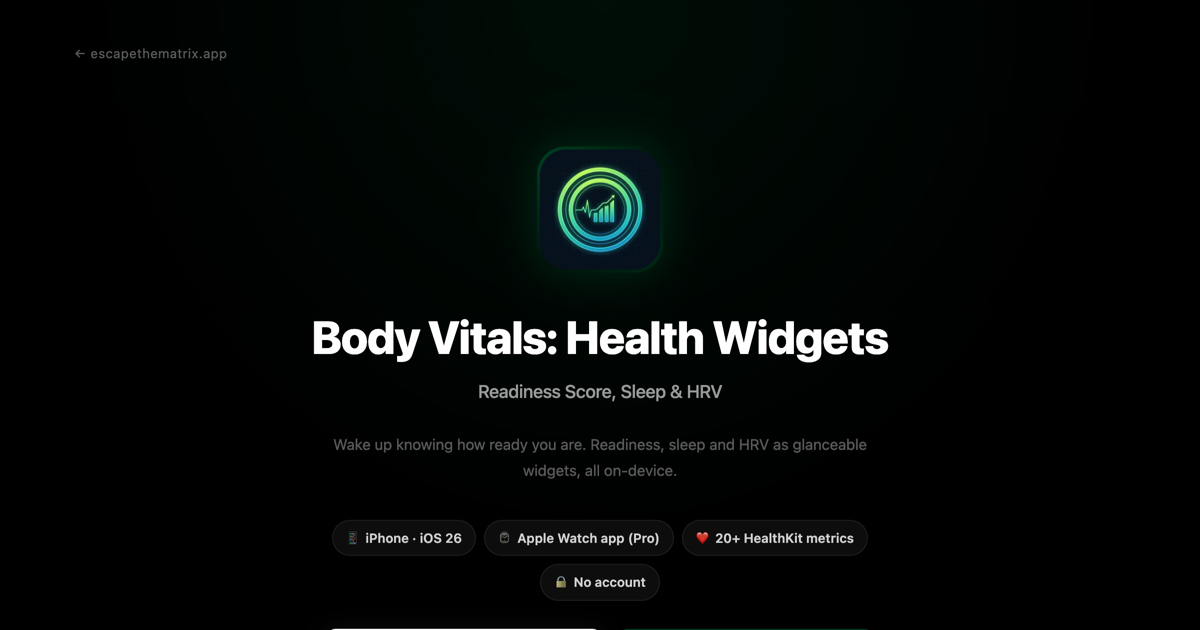 ← escapethematrix.app
Body Vitals: Health Widgets
Readiness Score, Sleep & HRV
Wake up knowing how ready you are. Readiness, sleep and HRV as glanceable
widgets, all on-device.
iPhone · iOS 26
Apple Watch app (Pro)
20+ HealthKit metrics
No account